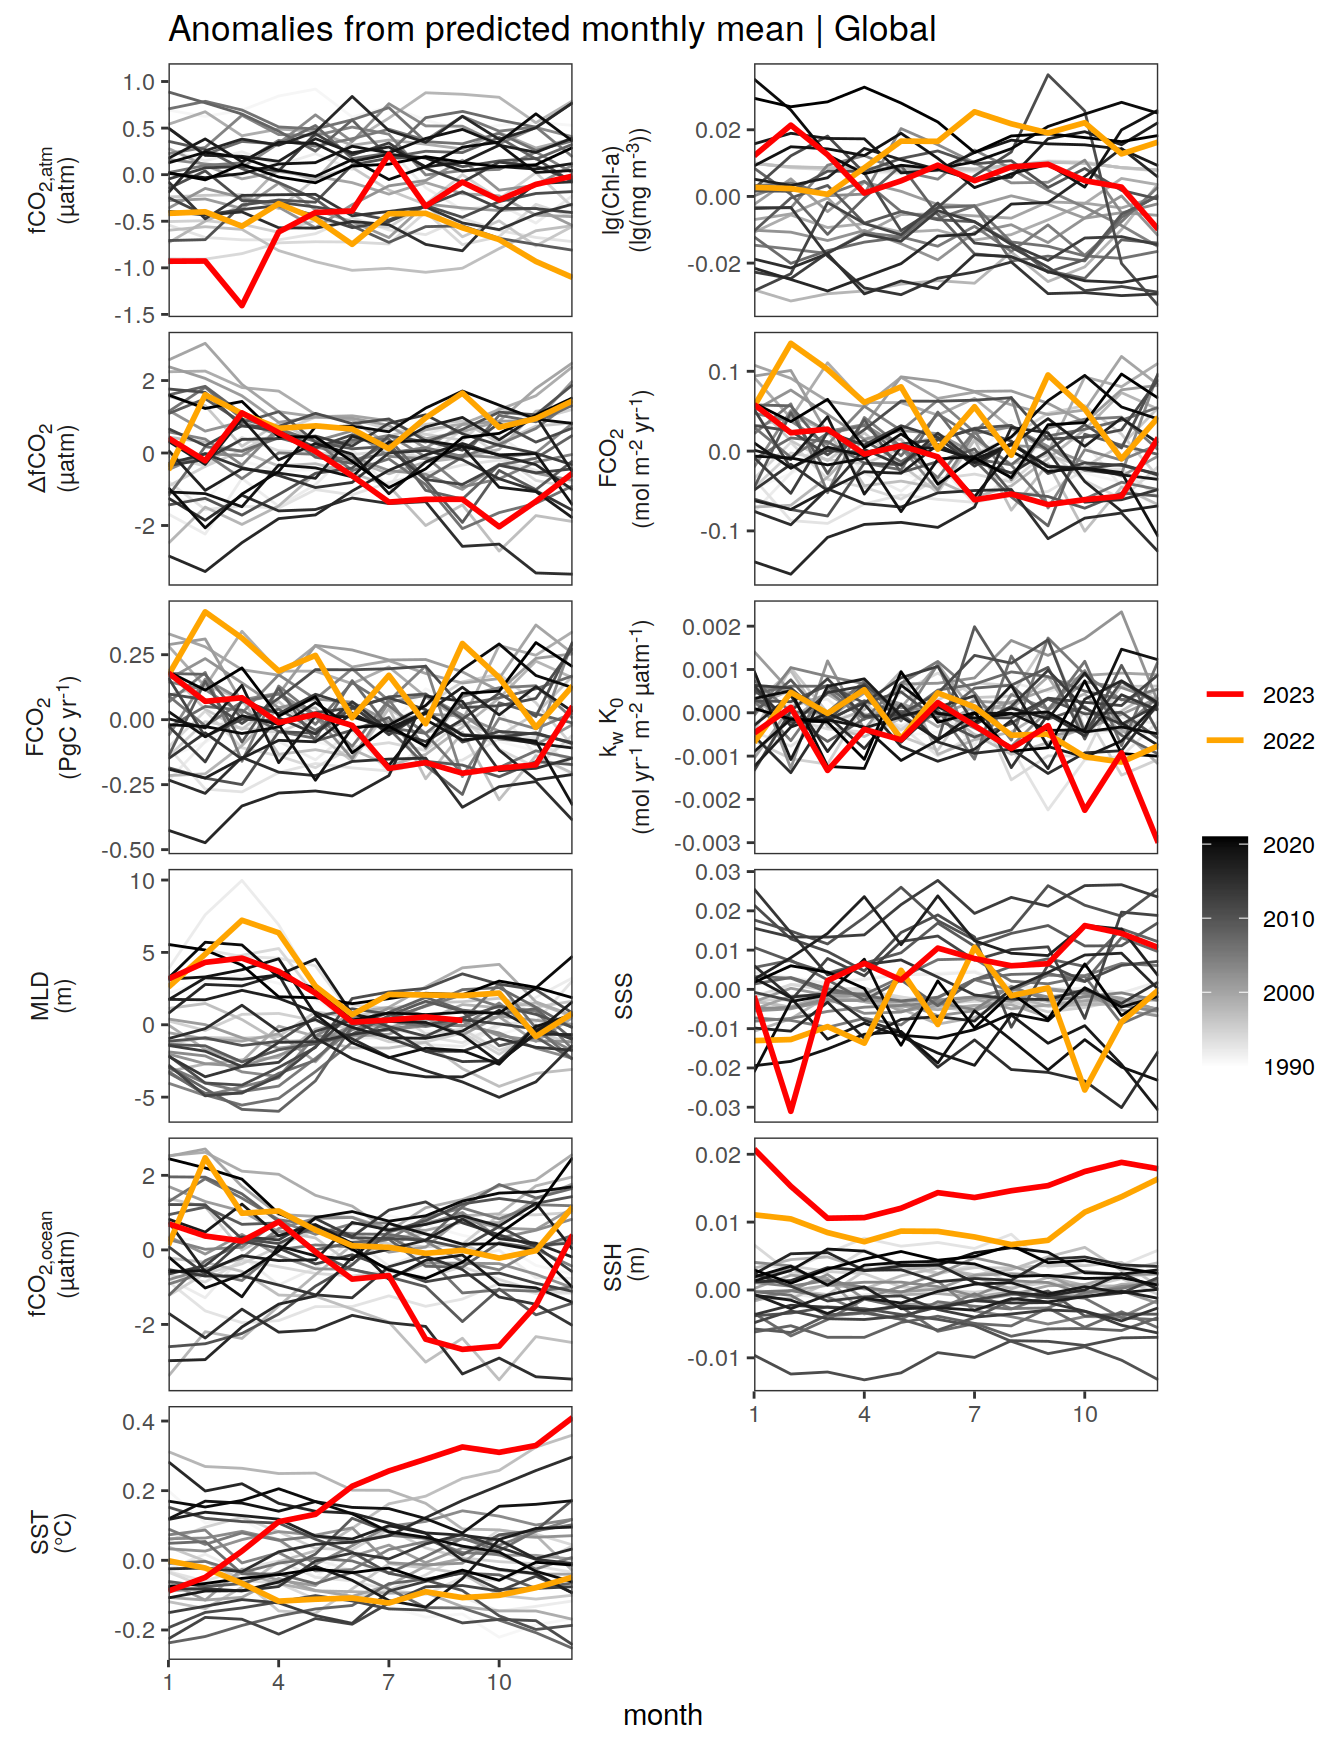 Anomalies from predicted monthly mean | Global
fCO2,atm
(µatm)
1.0
0.5
0.0
-0.5
-1.0
-1.5
lg(Chl-a)
(lg(mg m-3))
0.02
0.00
-0.02
ΔfCO2
(µatm)
2
0
-2
FCO2
(mol m-2 yr-1)
0.1
0.0
-0.1
FCO2
(PgC yr-1)
0.25
0.00
-0.25
-0.50
kw K0
(mol yr-1 m-2 µatm-1)
0.002
0.001
0.000
-0.001
-0.002
-0.003
MLD
(m)
10
5
0
-5
SSS
0.03
0.02
0.01
0.00
-0.01
-0.02
-0.03
fCO2,ocean
(µatm)
2
0
-2
SSH
(m)
0.02
0.01
0.00
-0.01
1 4 7 10
SST
(°C)
0.4
0.2
0.0
-0.2
1 4 7 10
month
2023
2022
2020
2010
2000
1990